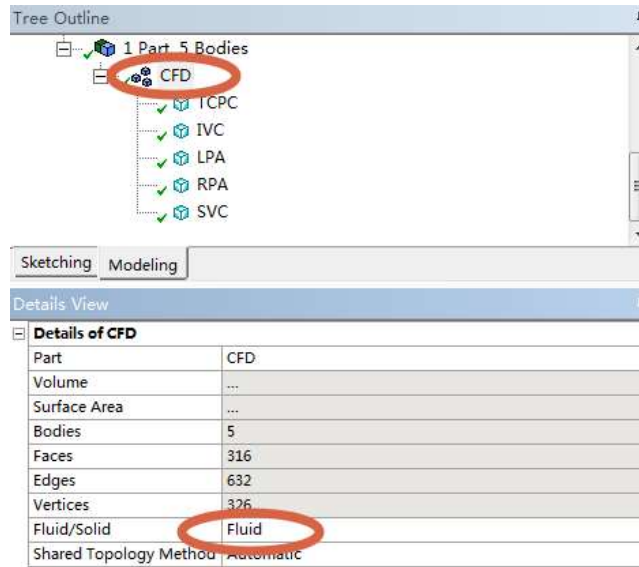 Tree Outline
1 Part, 5 Bodies
CFD
TCPC
IVC
LPA
RPA
SVC
Sketching Modeling
Details View
Details of CFD
Part CFD
Volume ...
Surface Area ...
Bodies 5
Faces 316
Edges 632
Vertices 326
Fluid/Solid Fluid
Shared Topology Method Automatic